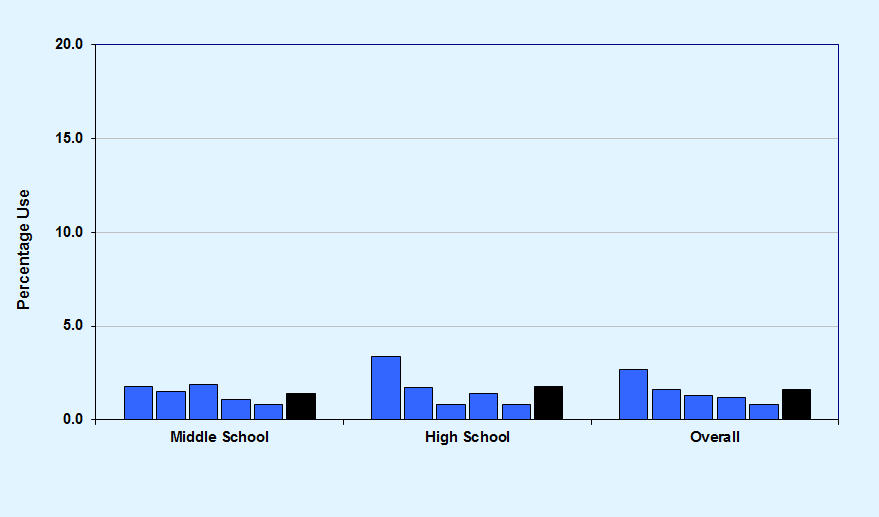 20.0
15.0
10.0
5.0
0.0
Percentage Use
Middle School
High School
Overall